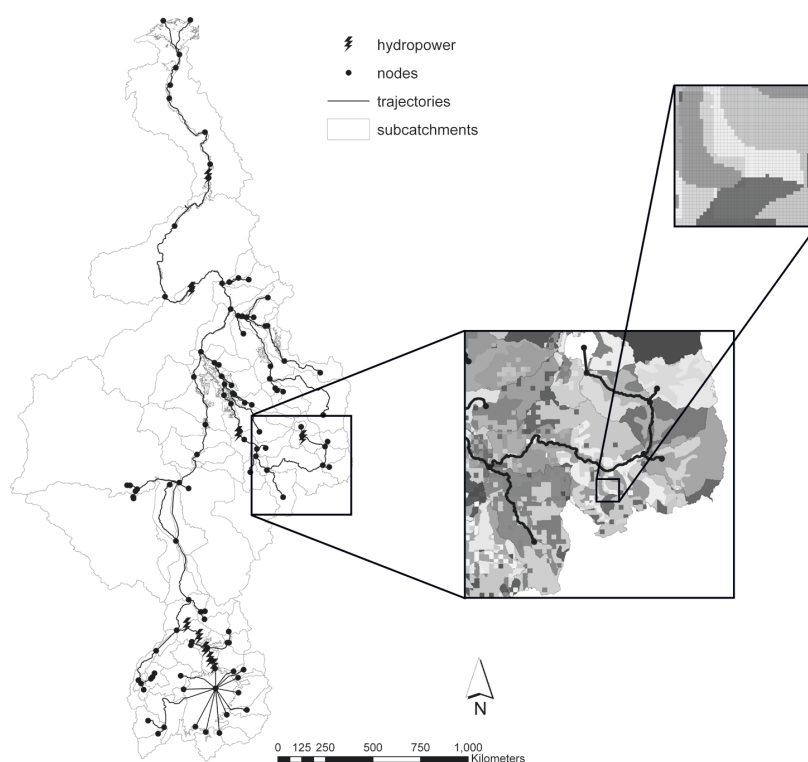 hydropower
nodes
trajectories
subcatchments
N
0 125 250 500 750 1,000
Kilometers